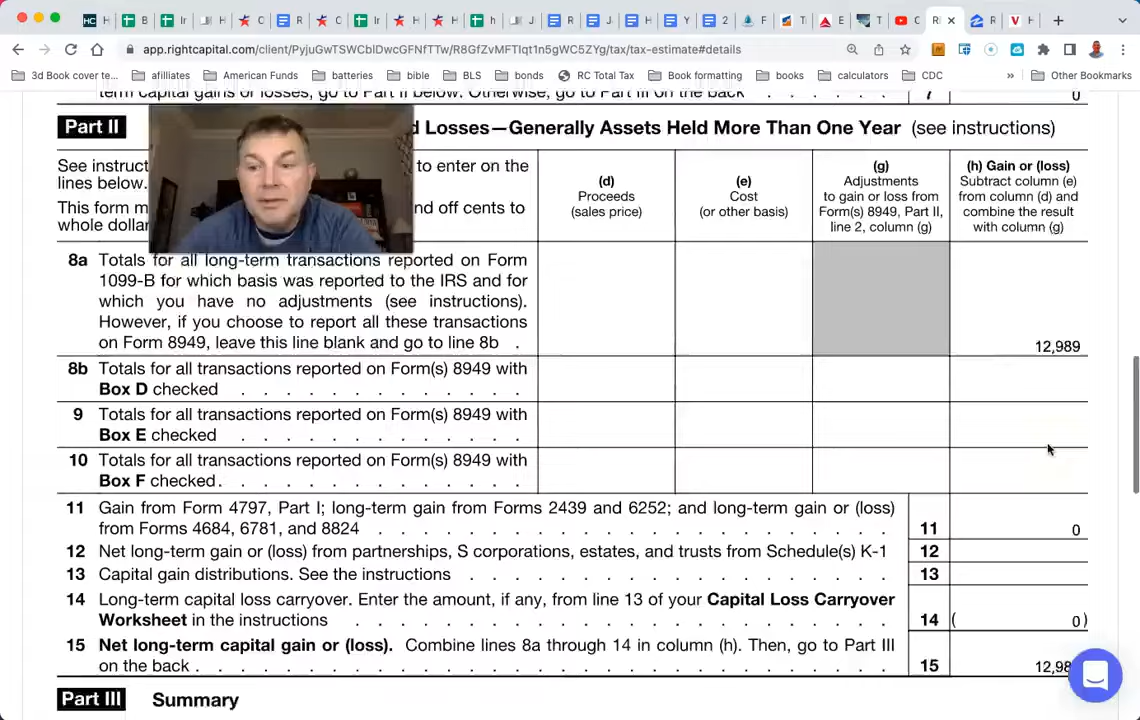 HC H B Ir H C R C Ir H H h J R J H Y 2 F T E T C R R H
app.rightcapital.com/client/PyjuGwTSWCbIDwcGFNfTTw/R8GfZvMFTIqt1n5gWC5ZYg/tax/tax-estimate#details
3d Book cover te... afilliates American Funds batteries bible BLS bonds RC Total Tax Book formatting books calculators CDC » Other Bookmarks
term capital gains or losses, go to Part II below. Otherwise, go to Part III on the back . . . . . . 7 0
Part II d Losses—Generally Assets Held More Than One Year (see instructions)
See instruct to enter on the
lines below.
This form m nd off cents to
whole dolla
(d)
Proceeds
(sales price)
(e)
Cost
(or other basis)
(g)
Adjustments
to gain or loss from
Form(s) 8949, Part II,
line 2, column (g)
(h) Gain or (loss)
Subtract column (e)
from column (d) and
combine the result
with column (g)
8a Totals for all long-term transactions reported on Form
1099-B for which basis was reported to the IRS and for
which you have no adjustments (see instructions).
However, if you choose to report all these transactions
on Form 8949, leave this line blank and go to line 8b . 12,989
8b Totals for all transactions reported on Form(s) 8949 with
Box D checked . . . . . . . . . . . .
9 Totals for all transactions reported on Form(s) 8949 with
Box E checked . . . . . . . . . . . .
10 Totals for all transactions reported on Form(s) 8949 with
Box F checked . . . . . . . . . . . . .
11 Gain from Form 4797, Part I; long-term gain from Forms 2439 and 6252; and long-term gain or (loss)
from Forms 4684, 6781, and 8824 . . . . . . . . . . . . . . . . . . . . . . . 11 0
12 Net long-term gain or (loss) from partnerships, S corporations, estates, and trusts from Schedule(s) K-1 12
13 Capital gain distributions. See the instructions . . . . . . . . . . . . . . . . . . . 13
14 Long-term capital loss carryover. Enter the amount, if any, from line 13 of your Capital Loss Carryover
Worksheet in the instructions . . . . . . . . . . . . . . . . . . . . . . . . 14 ( 0 )
15 Net long-term capital gain or (loss). Combine lines 8a through 14 in column (h). Then, go to Part III
on the back . . . . . . . . . . . . . . . . . . . . . . . . . . . . . . . 15 12,98
Part III Summary